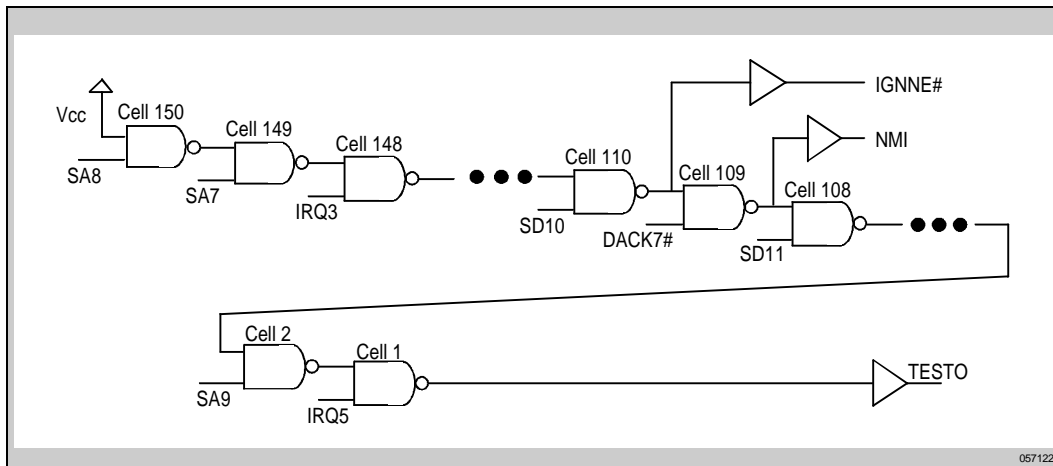 Vcc
Cell 150
SA8
Cell 149
SA7
Cell 148
IRQ3
Cell 110
SD10
IGNNE#
Cell 109
DACK7#
NMI
Cell 108
SD11
Cell 2
SA9
Cell 1
IRQ5
TESTO
057122